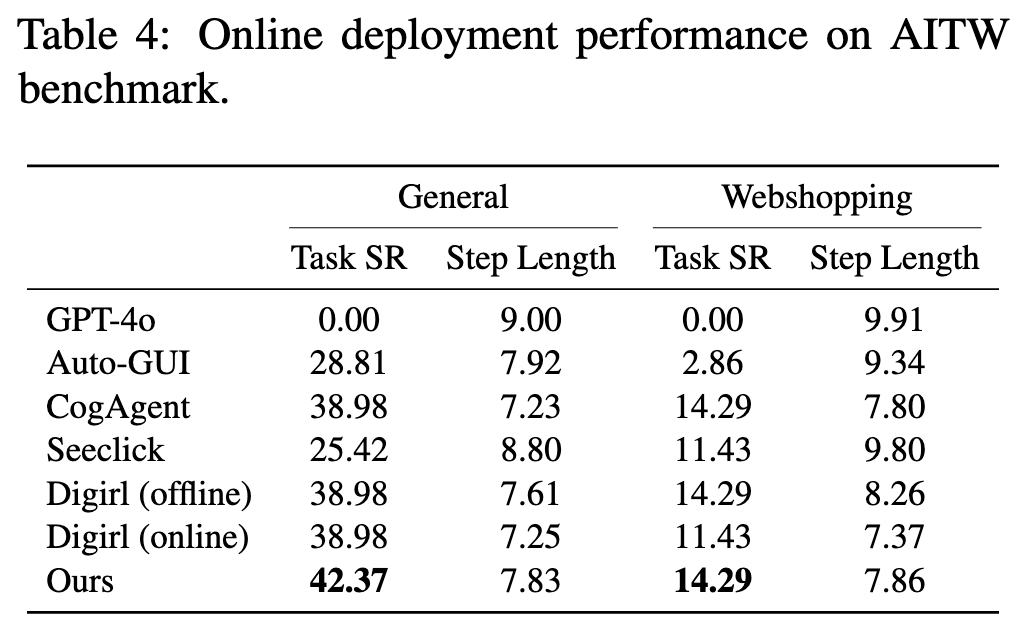 Table 4: Online deployment performance on AITW
benchmark.
General Webshopping
Task SR Step Length Task SR Step Length
GPT-4o 0.00 9.00 0.00 9.91
Auto-GUI 28.81 7.92 2.86 9.34
CogAgent 38.98 7.23 14.29 7.80
Seeclick 25.42 8.80 11.43 9.80
Digirl (offline) 38.98 7.61 14.29 8.26
Digirl (online) 38.98 7.25 11.43 7.37
Ours 42.37 7.83 14.29 7.86